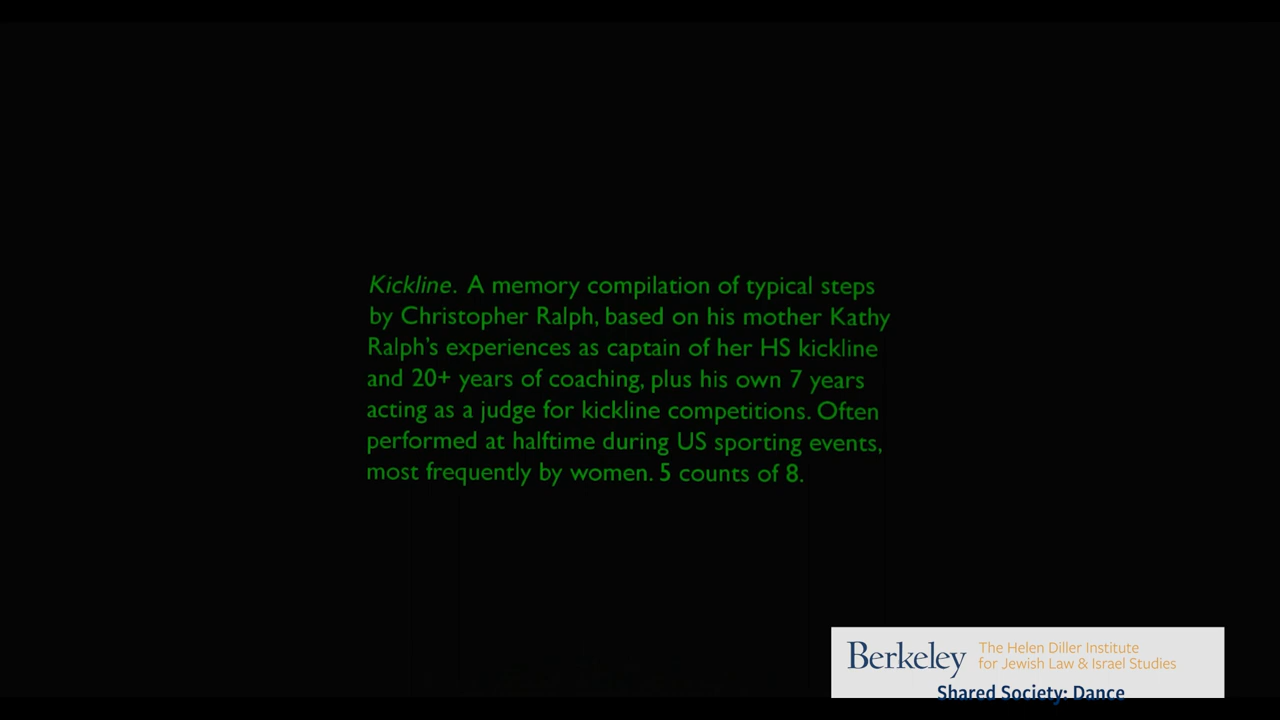 Kickline. A memory compilation of typical steps
by Christopher Ralph, based on his mother Kathy
Ralph's experiences as captain of her HS kickline
and 20+ years of coaching, plus his own 7 years
acting as a judge for kickline competitions. Often
performed at halftime during US sporting events,
most frequently by women. 5 counts of 8.
Berkeley
The Helen Diller Institute
for Jewish Law & Israel Studies
Shared Society: Dance